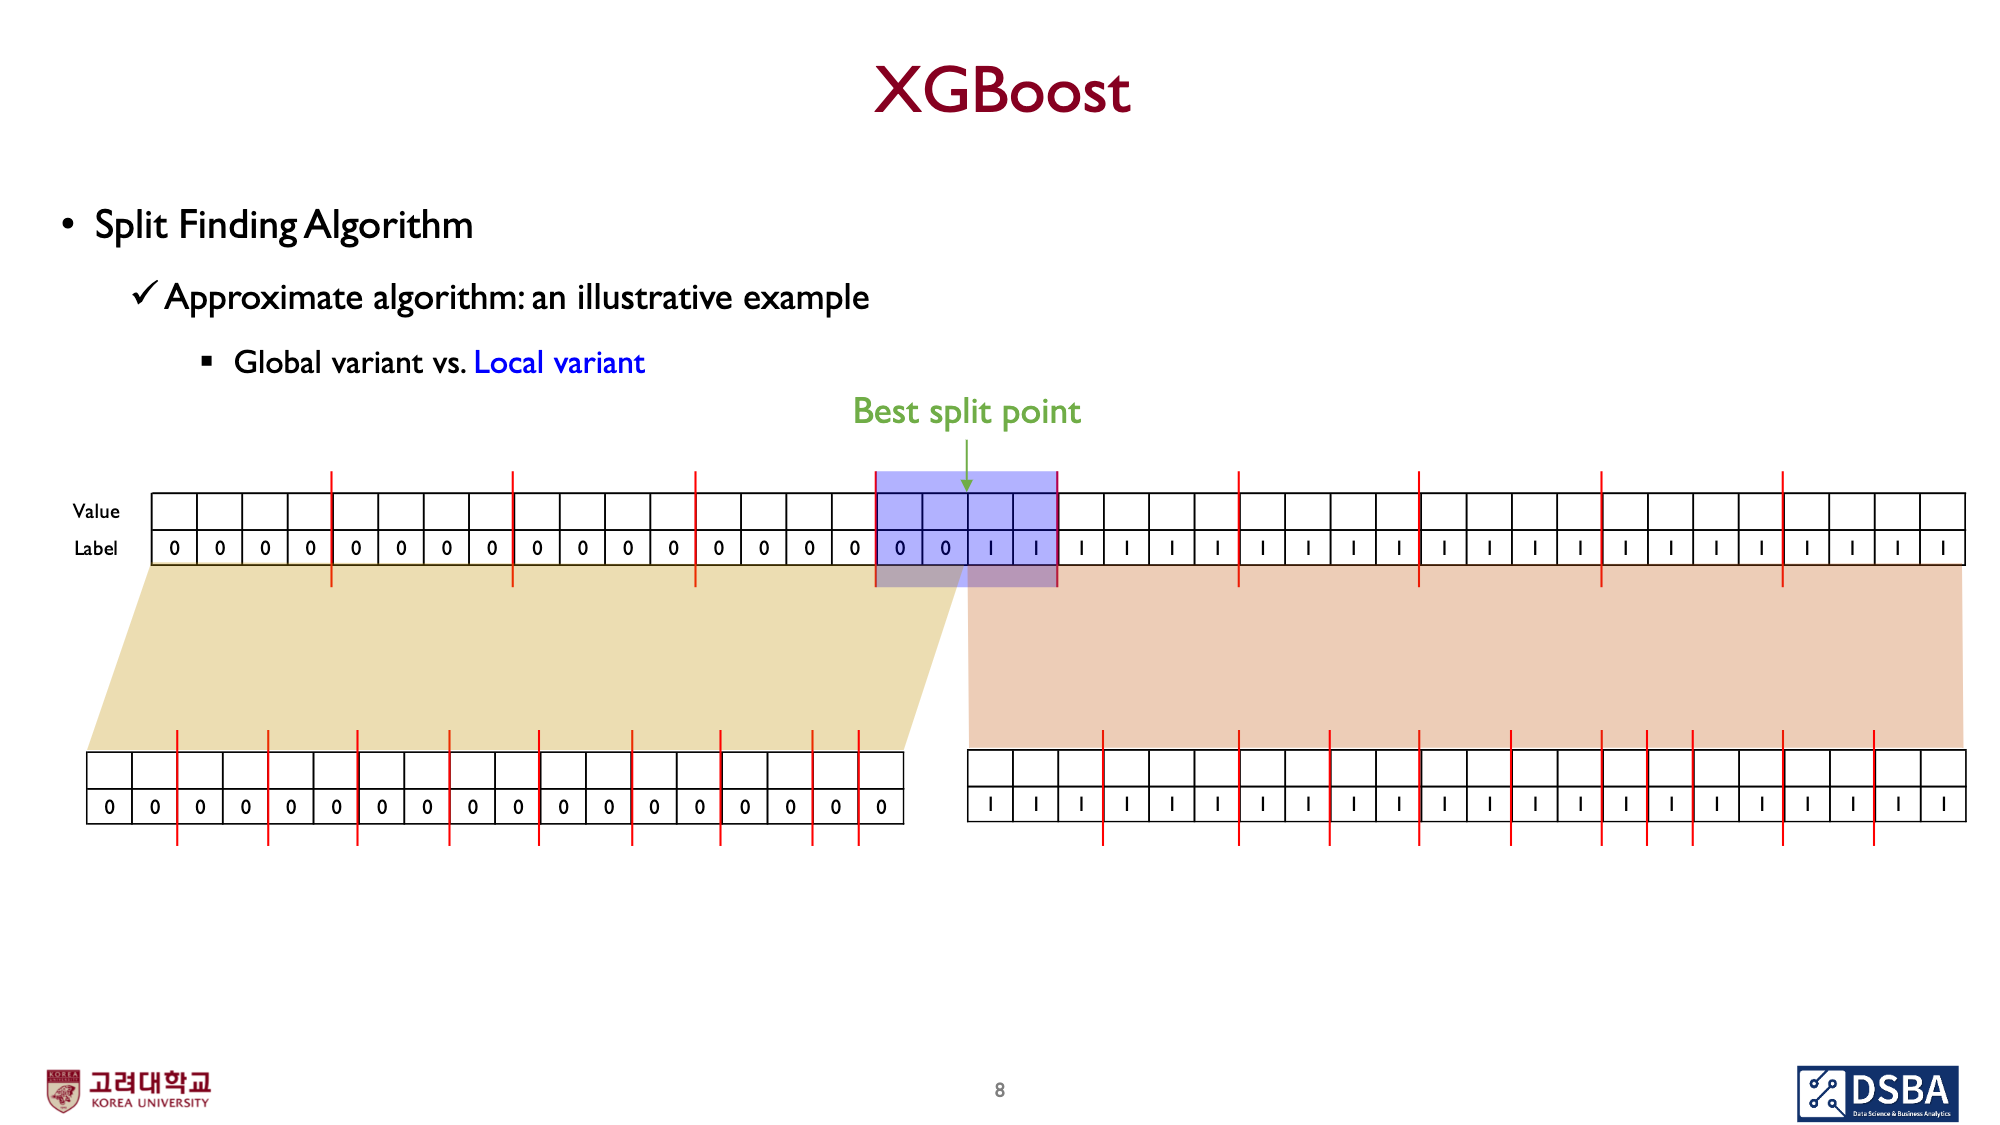 XGBoost
• Split Finding Algorithm
✓ Approximate algorithm: an illustrative example
▪ Global variant vs. Local variant
Best split point
Value
Label 0 0 0 0 0 0 0 0 0 0 0 0 0 0 0 0 0 0 1 1 1 1 1 1 1 1 1 1 1 1 1 1 1 1 1 1 1 1 1 1
0 0 0 0 0 0 0 0 0 0 0 0 0 0 0 0 0 0
1 1 1 1 1 1 1 1 1 1 1 1 1 1 1 1 1 1 1 1 1 1
KOREA
고려대학교
KOREA UNIVERSITY
8
DSBA
Data Science & Business Analytics